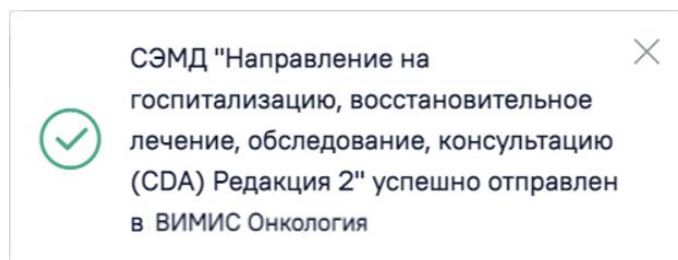 СЭМД "Направление на
госпитализацию, восстановительное
лечение, обследование, консультацию
(CDA) Редакция 2" успешно отправлен
в ВИМИС Онкология